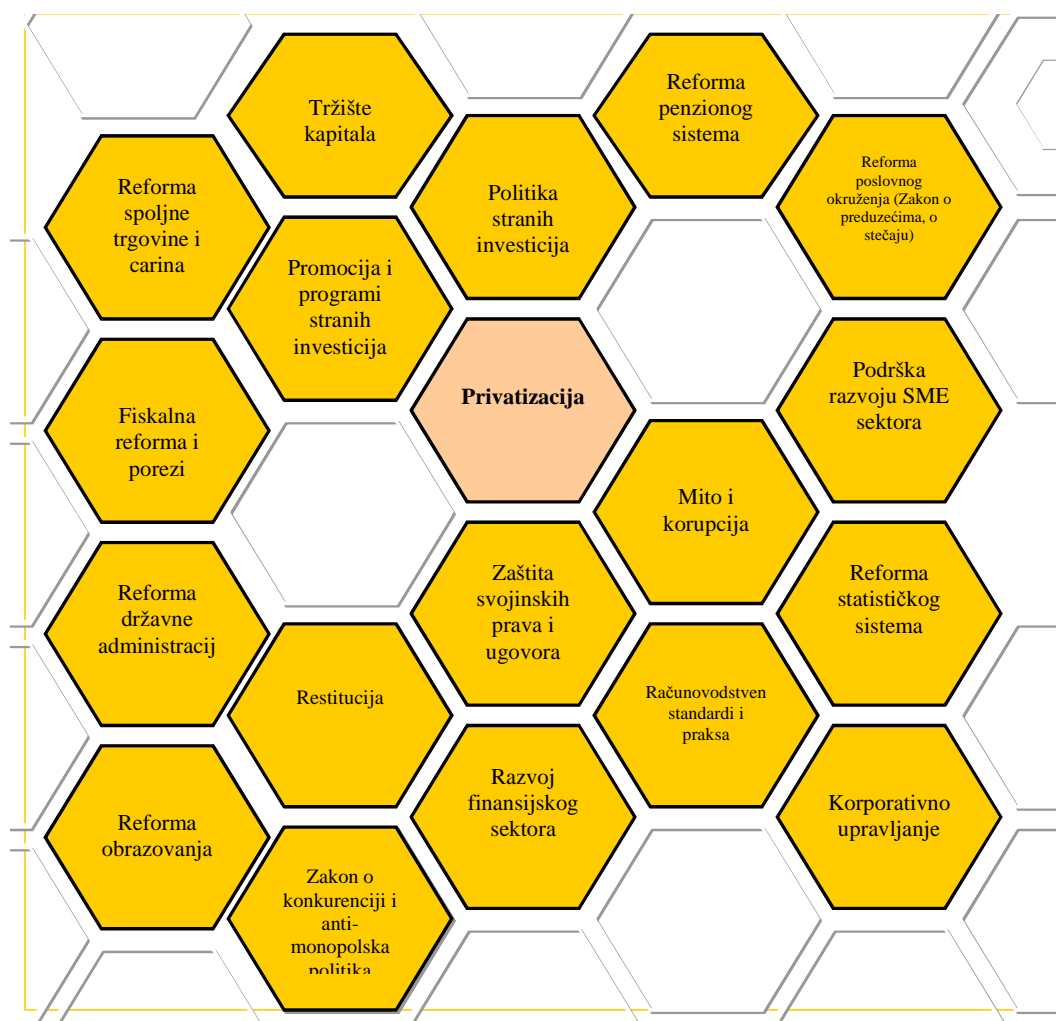 Tržište
kapitala
Reforma
penzionog
sistema
Reforma
spoljne
trgovine i
carina
Politika
stranih
investicija
Reforma
poslovnog
okruženja (Zakon o
preduzećima, o
stečaju)
Promocija i
programi
stranih
investicija
Privatizacija
Podrška
razvoju SME
sektora
Fiskalna
reforma i
porezi
Mito i
korupcija
Reforma
državne
administracij
Zaštita
svojinskih
prava i
ugovora
Reforma
statističkog
sistema
Restitucija
Računovodstven
standardi i
praksa
Reforma
obrazovanja
Razvoj
finansijskog
sektora
Korporativno
upravljanje
Zakon o
konkurenciji i
anti-
monopolska
politika